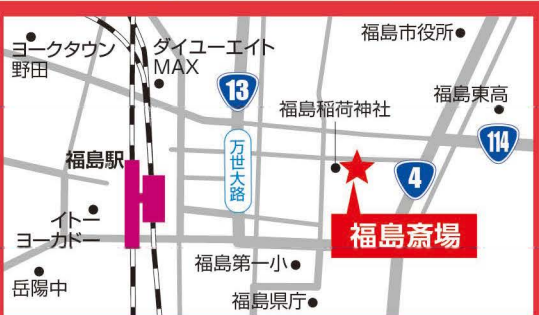 福島市役所
ヨークタウン
野田
ダイユーエイト
MAX
13
福島稲荷神社
福島東高
114
万世大路
福島駅
4
イトー
ヨーカドー
福島斎場
岳陽中
福島第一小
福島県庁